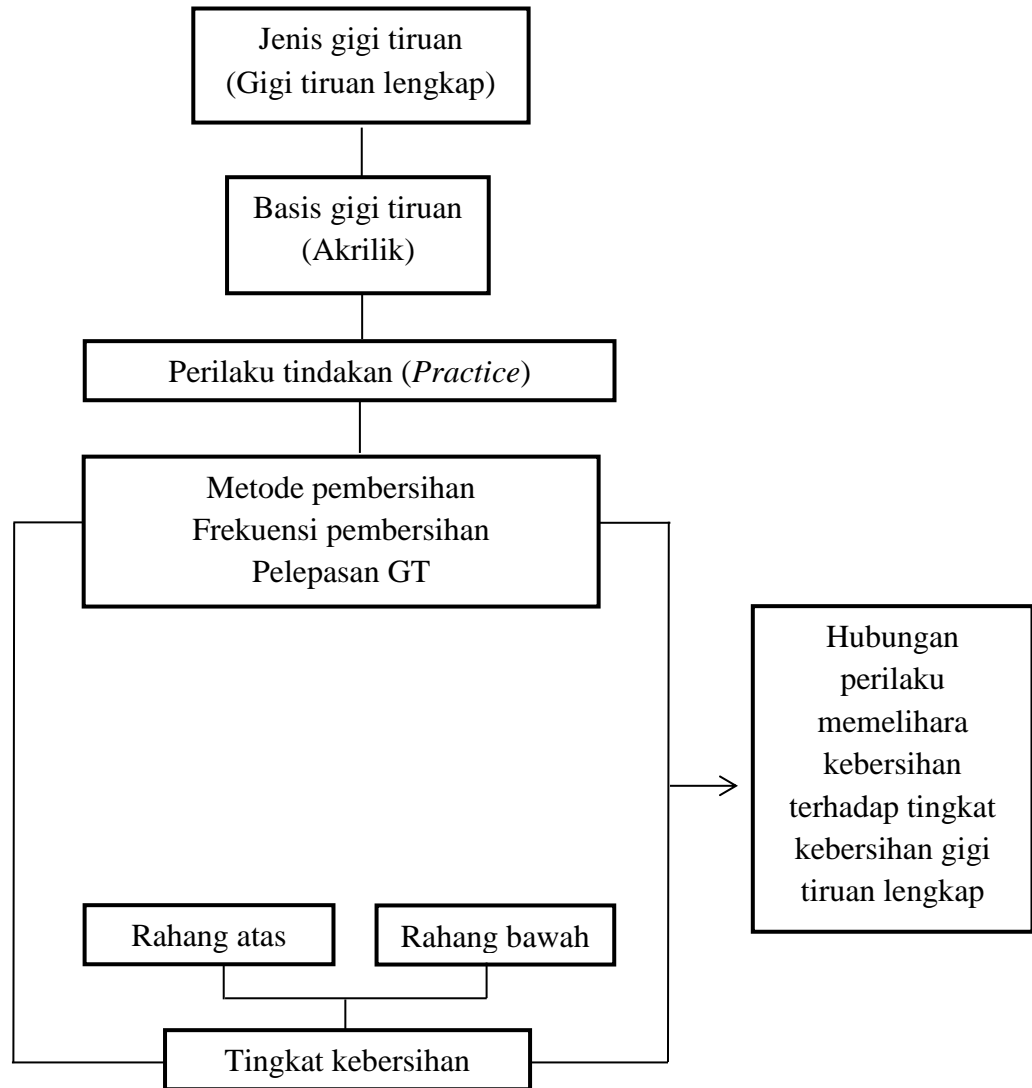 Jenis gigi tiruan
(Gigi tiruan lengkap)
Basis gigi tiruan
(Akrilik)
Perilaku tindakan (Practice)
Metode pembersihan
Frekuensi pembersihan
Pelepasan GT
Hubungan
perilaku
memelihara
kebersihan
terhadap tingkat
kebersihan gigi
tiruan lengkap
Rahang atas
Rahang bawah
Tingkat kebersihan